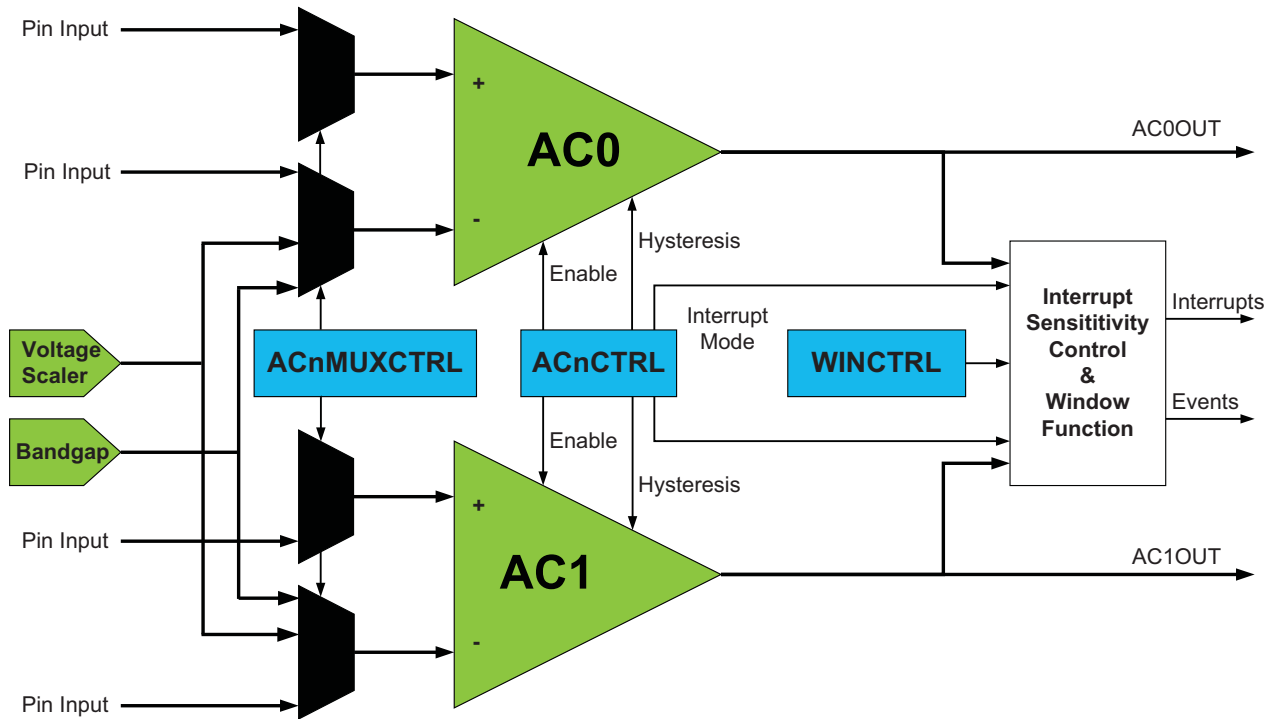 Pin Input
+
AC0
AC0OUT
Pin Input
-
Hysteresis
Enable
Interrupt
Mode
Interrupt
Sensititivity
Control
&
Window
Function
Interrupts
Events
Voltage
Scaler
ACnMUXCTRL
ACnCTRL
WINCTRL
Bandgap
Enable
Hysteresis
Pin Input
+
AC1
AC1OUT
-
Pin Input